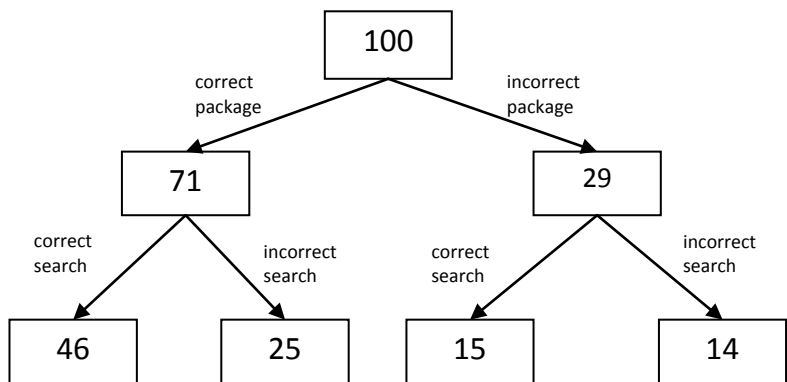 100
correct
package
incorrect
package
71
29
correct
search
incorrect
search
correct
search
incorrect
search
46
25
15
14